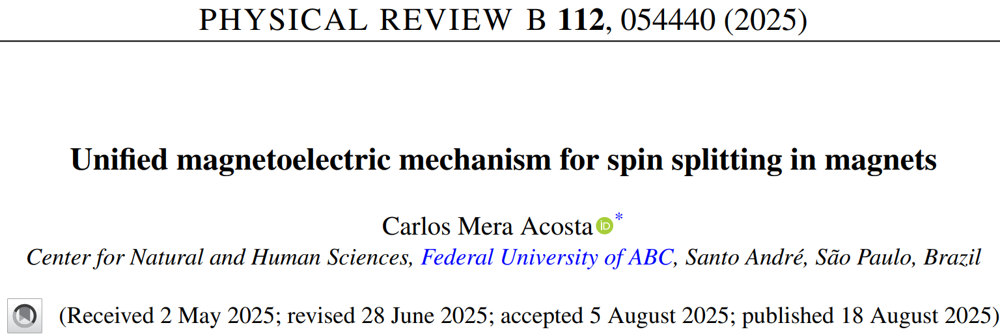 PHYSICAL REVIEW B 112, 054440 (2025)
Unified magnetoelectric mechanism for spin splitting in magnets
Carlos Mera Acosta iD *
Center for Natural and Human Sciences, Federal University of ABC, Santo André, São Paulo, Brazil
(Received 2 May 2025; revised 28 June 2025; accepted 5 August 2025; published 18 August 2025)